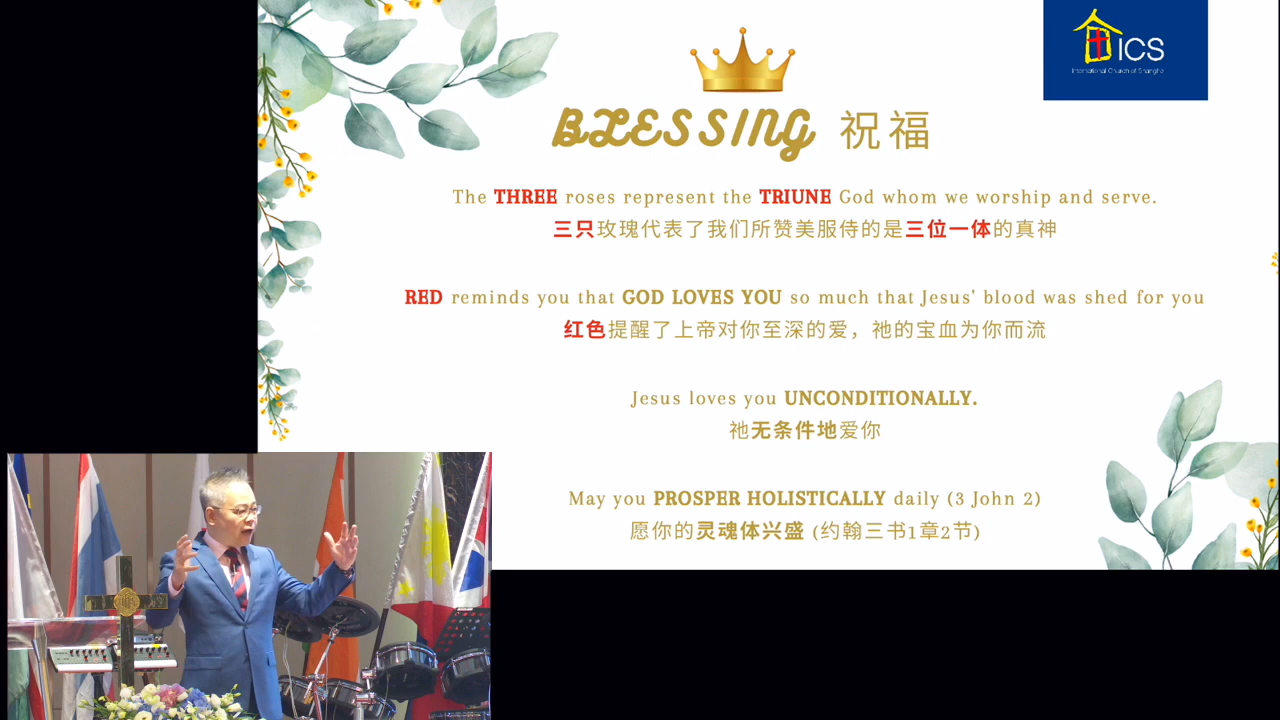 ICS
International Church of Shanghai
BLESSING 祝福
The THREE roses represent the TRIUNE God whom we worship and serve.
三只玫瑰代表了我们所赞美服侍的是三位一体的真神
RED reminds you that GOD LOVES YOU so much that Jesus' blood was shed for you
红色提醒了上帝对你至深的爱，祂的宝血为你而流
Jesus loves you UNCONDITIONALLY.
祂无条件地爱你
May you PROSPER HOLISTICALLY daily (3 John 2)
愿你的灵魂体兴盛 (约翰三书1章2节)